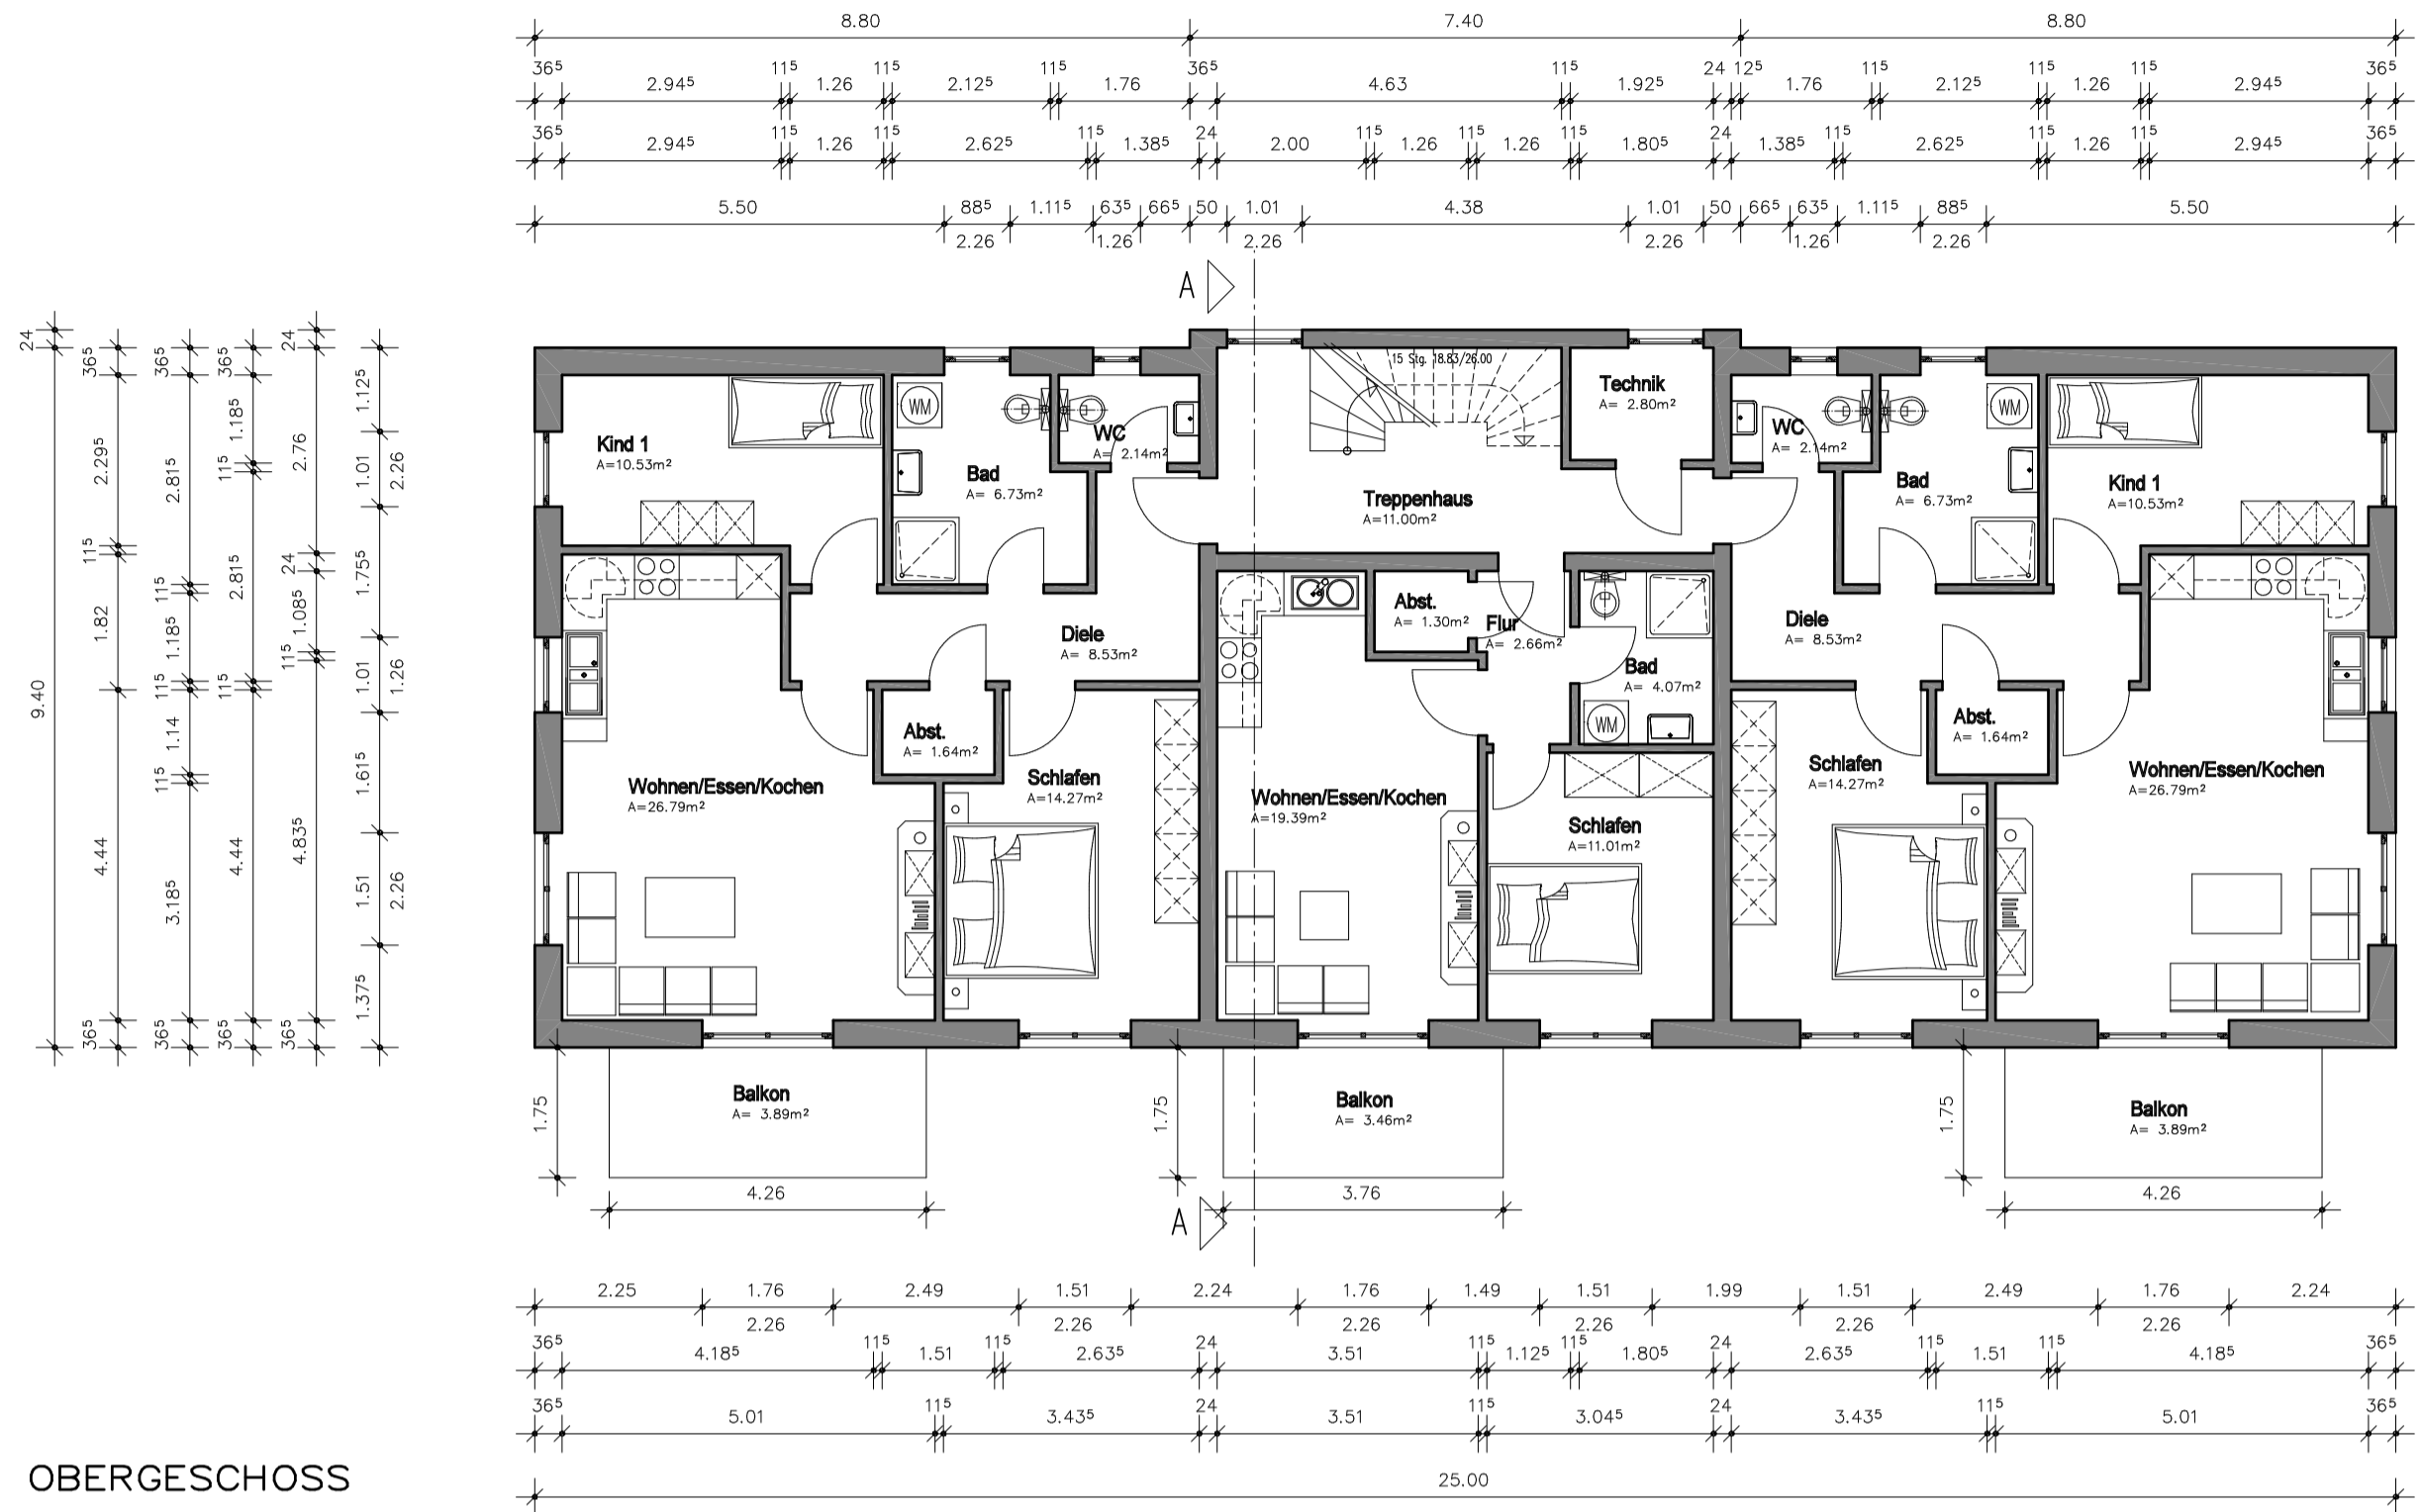 8.80 7.40 8.80
36⁵ 2.94⁵ 11⁵ 1.26 11⁵ 2.12⁵ 11⁵ 1.76 36⁵ 4.63 11⁵ 1.92⁵ 24 12⁵ 1.76 11⁵ 2.12⁵ 11⁵ 1.26 11⁵ 2.94⁵ 36⁵
36⁵ 2.94⁵ 11⁵ 1.26 11⁵ 2.62⁵ 11⁵ 1.38⁵ 24 2.00 11⁵ 1.26 11⁵ 1.26 11⁵ 1.80⁵ 24 1.38⁵ 11⁵ 2.62⁵ 11⁵ 1.26 11⁵ 2.94⁵ 36⁵
5.50 88⁵ 1.11⁵ 63⁵ 66⁵ 50 1.01 4.38 1.01 50 66⁵ 63⁵ 1.11⁵ 88⁵ 5.50
2.26 1.26 2.26 2.26 1.26 2.26
A
24 9.40
36⁵ 2.29⁵ 11⁵ 1.82 4.44 36⁵
36⁵ 2.81⁵ 11⁵ 1.18⁵ 11⁵ 1.14 11⁵ 3.18⁵ 36⁵
36⁵ 1.18⁵ 11⁵ 2.81⁵ 11⁵ 4.44 36⁵
24 2.76 24 1.08⁵ 11⁵ 4.83⁵ 36⁵
1.12⁵ 1.01 1.75⁵ 1.01 1.61⁵ 1.51 1.37⁵
2.26 1.26 2.26
Kind 1
A=10.53m²
WM
Bad
A= 6.73m²
WC
A= 2.14m²
15 Stg. 18.83/26.00
Treppenhaus
A=11.00m²
Technik
A= 2.80m²
WC
A= 2.14m²
WM
Bad
A= 6.73m²
Kind 1
A=10.53m²
Diele
A= 8.53m²
Abst.
A= 1.30m²
Flur
A= 2.66m²
Bad
A= 4.07m²
WM
Diele
A= 8.53m²
Abst.
A= 1.64m²
Abst.
A= 1.64m²
Wohnen/Essen/Kochen
A=26.79m²
Schlafen
A=14.27m²
Wohnen/Essen/Kochen
A=19.39m²
Schlafen
A=11.01m²
Schlafen
A=14.27m²
Wohnen/Essen/Kochen
A=26.79m²
1.75
Balkon
A= 3.89m²
4.26
1.75
Balkon
A= 3.46m²
3.76
1.75
Balkon
A= 3.89m²
4.26
A
2.25 1.76 2.49 1.51 2.24 1.76 1.49 1.51 1.99 1.51 2.49 1.76 2.24
2.26 2.26 2.26 2.26 2.26 2.26
36⁵ 4.18⁵ 11⁵ 1.51 11⁵ 2.63⁵ 24 3.51 11⁵ 1.12⁵ 11⁵ 1.80⁵ 24 2.63⁵ 11⁵ 1.51 11⁵ 4.18⁵ 36⁵
36⁵ 5.01 11⁵ 3.43⁵ 24 3.51 11⁵ 3.04⁵ 24 3.43⁵ 11⁵ 5.01 36⁵
25.00
OBERGESCHOSS